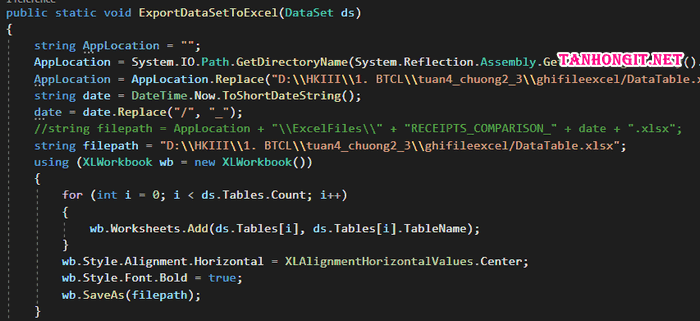 public static void ExportDataSetToExcel(DataSet ds)
{
string AppLocation = "";
AppLocation = System.IO.Path.GetDirectoryName(System.Reflection.Assembly.Ge
TANHONGIT.NET
AppLocation = AppLocation.Replace("D:\\HKIII\\1. BTCL\\tuan4_chuong2_3\\ghifileexcel/DataTable.x
string date = DateTime.Now.ToShortDateString();
date = date.Replace("/", "_");
//string filepath = AppLocation + "\\ExcelFiles\\" + "RECEIPTS_COMPARISON_" + date + ".xlsx";
string filepath = "D:\\HKIII\\1. BTCL\\tuan4_chuong2_3\\ghifileexcel/DataTable.xlsx";
using (XLWorkbook wb = new XLWorkbook())
{
for (int i = 0; i < ds.Tables.Count; i++)
{
wb.Worksheets.Add(ds.Tables[i], ds.Tables[i].TableName);
}
wb.Style.Alignment.Horizontal = XLAlignmentHorizontalValues.Center;
wb.Style.Font.Bold = true;
wb.SaveAs(filepath);
}